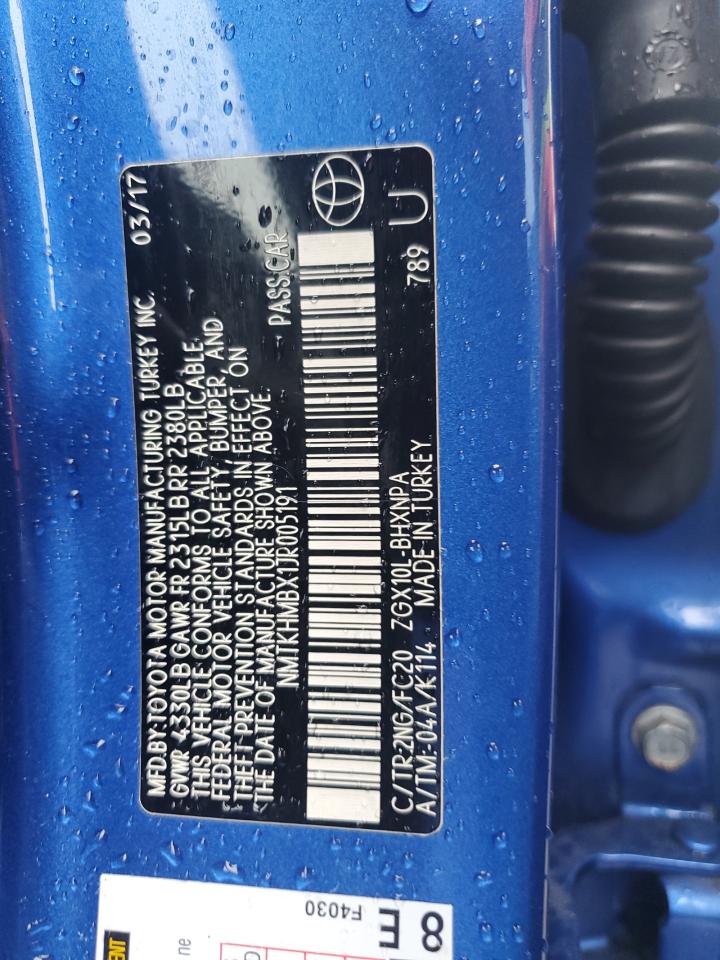 MFD.BY:TOYOTA MOTOR MANUFACTURING TURKEY INC. 03/17
GVWR 4330LB GAWR FR 2315LB RR 2380LB
THIS VEHICLE CONFORMS TO ALL APPLICABLE
FEDERAL MOTOR VEHICLE SAFETY, BUMPER, AND
THEFT PREVENTION STANDARDS IN EFFECT ON
THE DATE OF MANUFACTURE SHOWN ABOVE.
NMTKHMBX1JR005191 PASS.CAR
C/TR:2NG/FC20 ZGX10L-BHXNPA 789 U
A/TM:-04A/K114 MADE IN TURKEY
F4030
8
E
ne